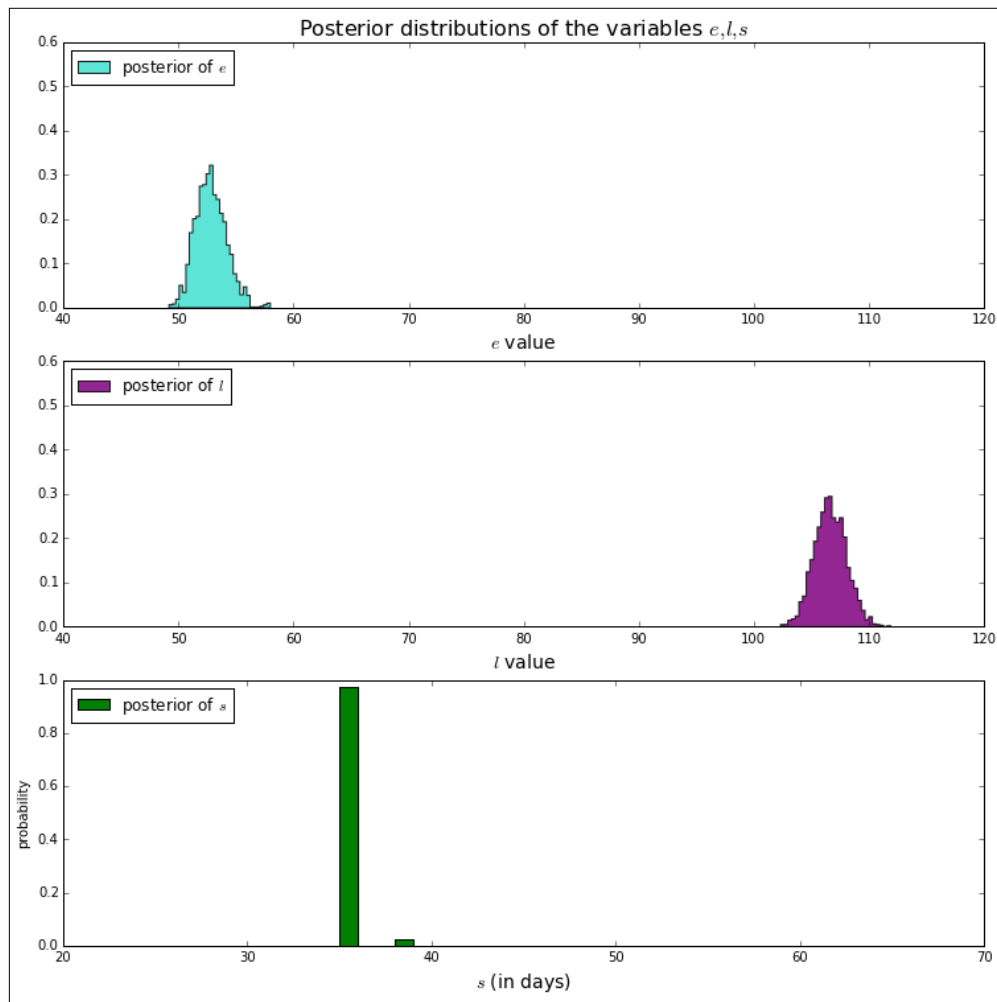 Posterior distributions of the variables e,l,s
0.6
0.5
0.4
0.3
0.2
0.1
0.0
posterior of e
40 50 60 70 80 90 100 110 120
e value
0.6
0.5
0.4
0.3
0.2
0.1
0.0
posterior of l
40 50 60 70 80 90 100 110 120
l value
1.0
0.8
0.6
0.4
0.2
0.0
probability
posterior of s
20 30 40 50 60 70
s (in days)